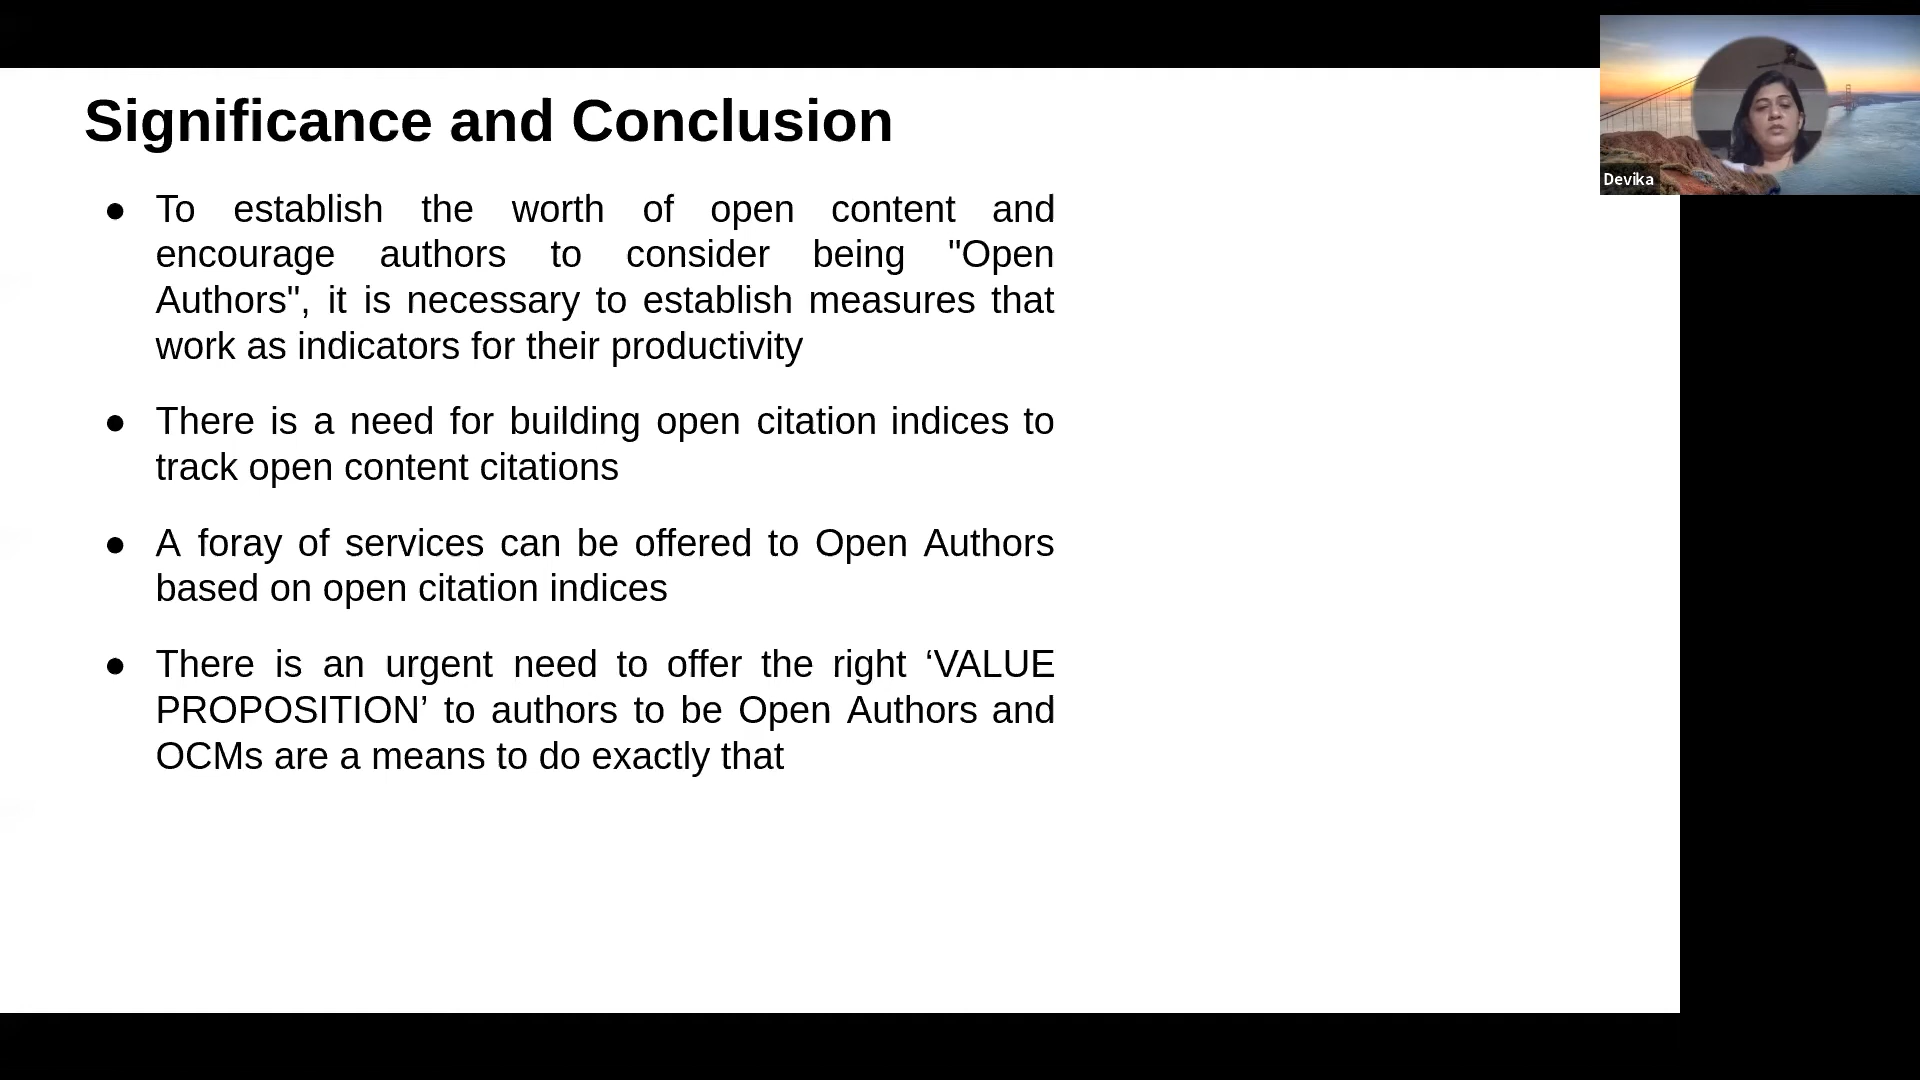 Significance and Conclusion
● To establish the worth of open content and
encourage authors to consider being "Open
Authors", it is necessary to establish measures that
work as indicators for their productivity
● There is a need for building open citation indices to
track open content citations
● A foray of services can be offered to Open Authors
based on open citation indices
● There is an urgent need to offer the right ‘VALUE
PROPOSITION’ to authors to be Open Authors and
OCMs are a means to do exactly that
Devika